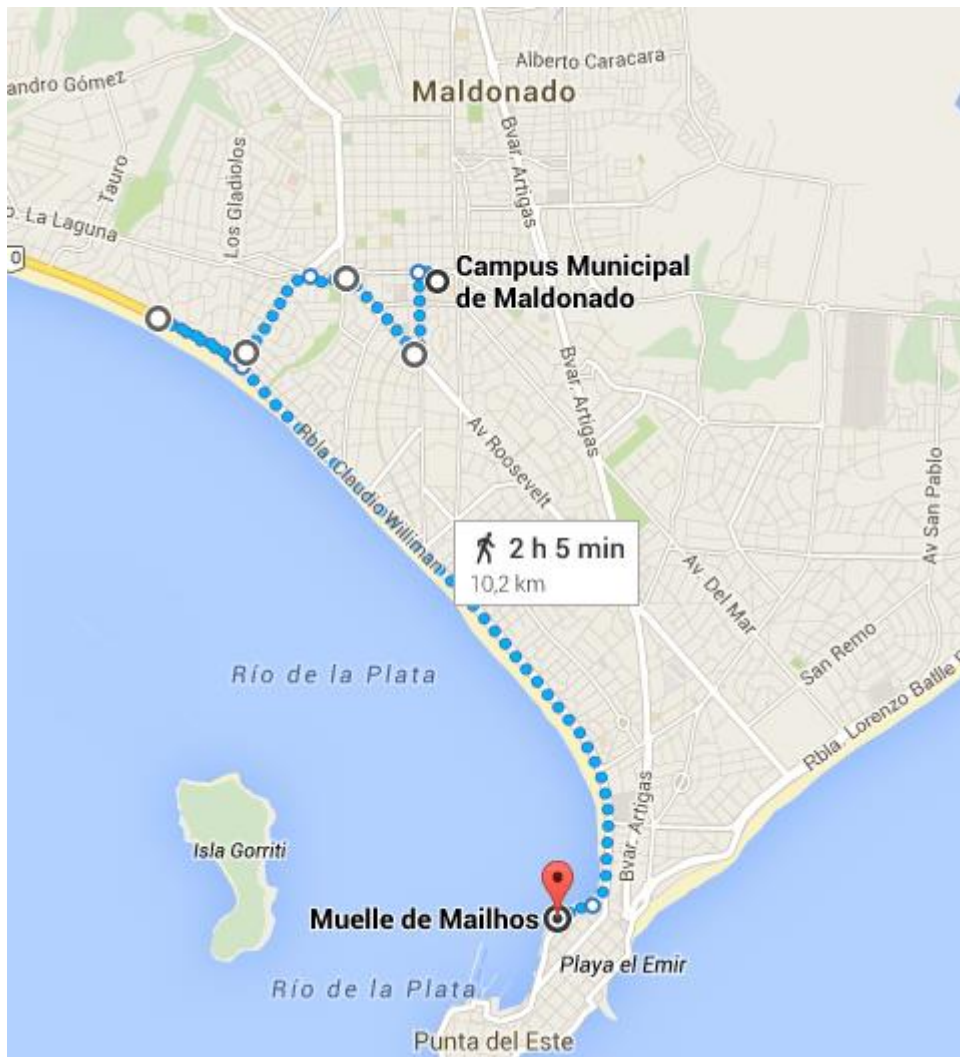 Alberto Caracara
andro Gómez
Maldonado
Bvar. Artigas
Tauro
Los Gladiolos
o. La Laguna
0
Campus Municipal
de Maldonado
Bvar. Artigas
Av Roosevelt
Rbla. Claudio Williman
Av San Pablo
2 h 5 min
10,2 km
Av. Del Mar
San Remo
Río de la Plata
Rbla. Lorenzo Batlle P
Bvar. Artigas
Isla Gorriti
Muelle de Mailhos
Playa el Emir
Río de la Plata
Punta del Este